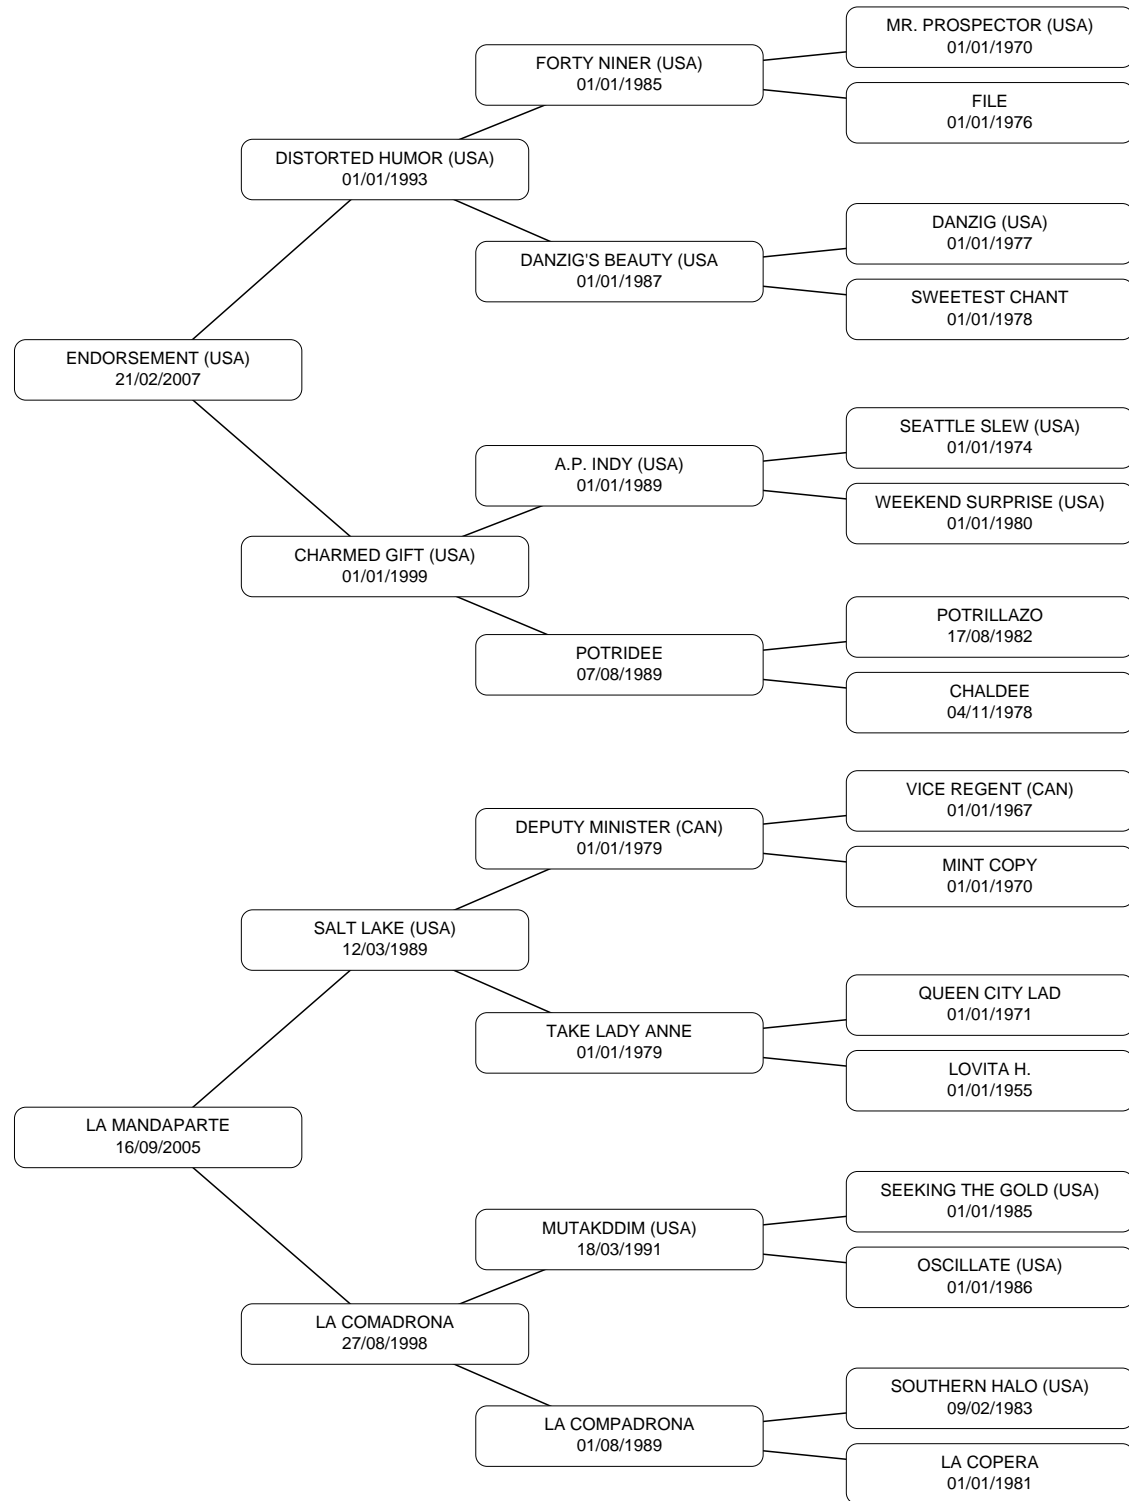 MR. PROSPECTOR (USA)
01/01/1970
FORTY NINER (USA)
01/01/1985
FILE
01/01/1976
DISTORTED HUMOR (USA)
01/01/1993
DANZIG (USA)
01/01/1977
DANZIG'S BEAUTY (USA
01/01/1987
SWEETEST CHANT
01/01/1978
ENDORSEMENT (USA)
21/02/2007
SEATTLE SLEW (USA)
01/01/1974
A.P. INDY (USA)
01/01/1989
WEEKEND SURPRISE (USA)
01/01/1980
CHARMED GIFT (USA)
01/01/1999
POTRILLAZO
17/08/1982
POTRIDEE
07/08/1989
CHALDEE
04/11/1978
VICE REGENT (CAN)
01/01/1967
DEPUTY MINISTER (CAN)
01/01/1979
MINT COPY
01/01/1970
SALT LAKE (USA)
12/03/1989
QUEEN CITY LAD
01/01/1971
TAKE LADY ANNE
01/01/1979
LOVITA H.
01/01/1955
LA MANDAPARTE
16/09/2005
SEEKING THE GOLD (USA)
01/01/1985
MUTAKDDIM (USA)
18/03/1991
OSCILLATE (USA)
01/01/1986
LA COMADRONA
27/08/1998
SOUTHERN HALO (USA)
09/02/1983
LA COMPADRONA
01/08/1989
LA COPERA
01/01/1981